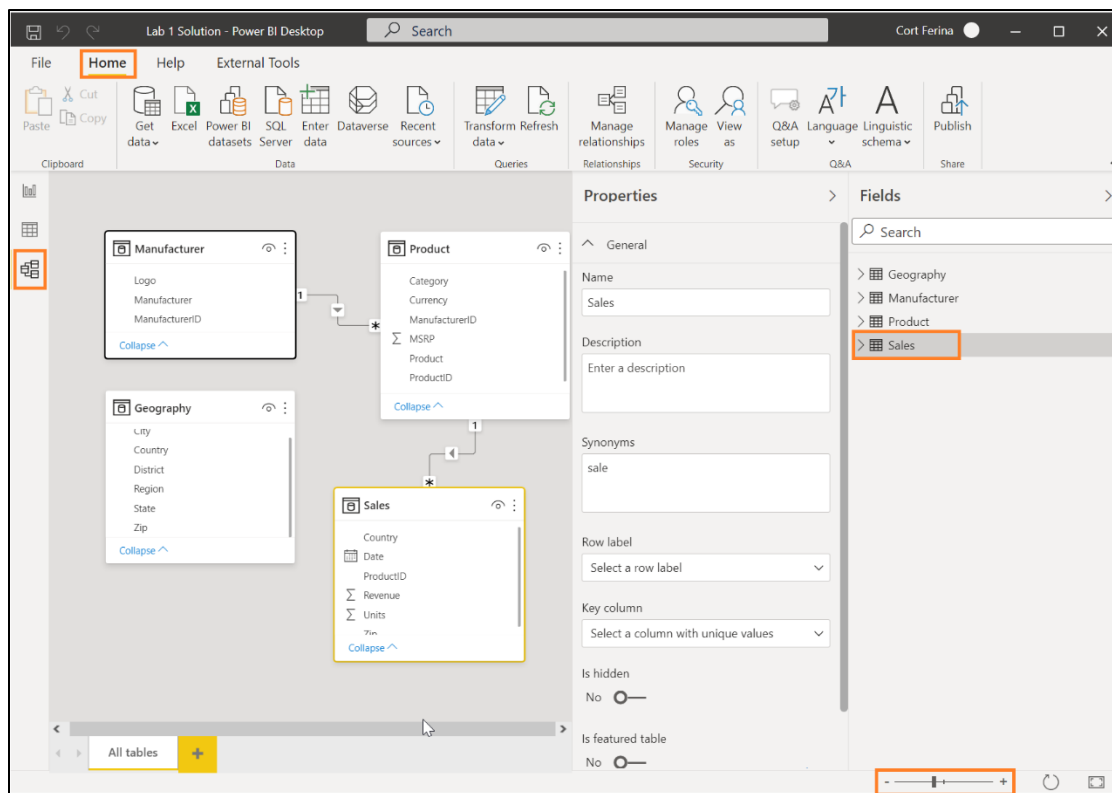 Lab 1 Solution - Power BI Desktop
Search
Cort Ferina
File Home Help External Tools
Paste
Cut
Copy
Clipboard
Get data
Excel
Power BI datasets
SQL Server
Enter data
Dataverse
Recent sources
Data
Transform data
Refresh
Queries
Manage relationships
Relationships
Manage roles
View as
Security
Q&A setup
Language
Linguistic schema
Q&A
Publish
Share
Manufacturer
Logo
Manufacturer
ManufacturerID
Collapse
1
*
Product
Category
Currency
ManufacturerID
MSRP
Product
ProductID
Collapse
1
*
Geography
City
Country
District
Region
State
Zip
Collapse
Sales
Country
Date
ProductID
Revenue
Units
Zip
Collapse
All tables
+
Properties
General
Name
Sales
Description
Enter a description
Synonyms
sale
Row label
Select a row label
Key column
Select a column with unique values
Is hidden
No
Is featured table
No
Fields
Search
Geography
Manufacturer
Product
Sales
- +